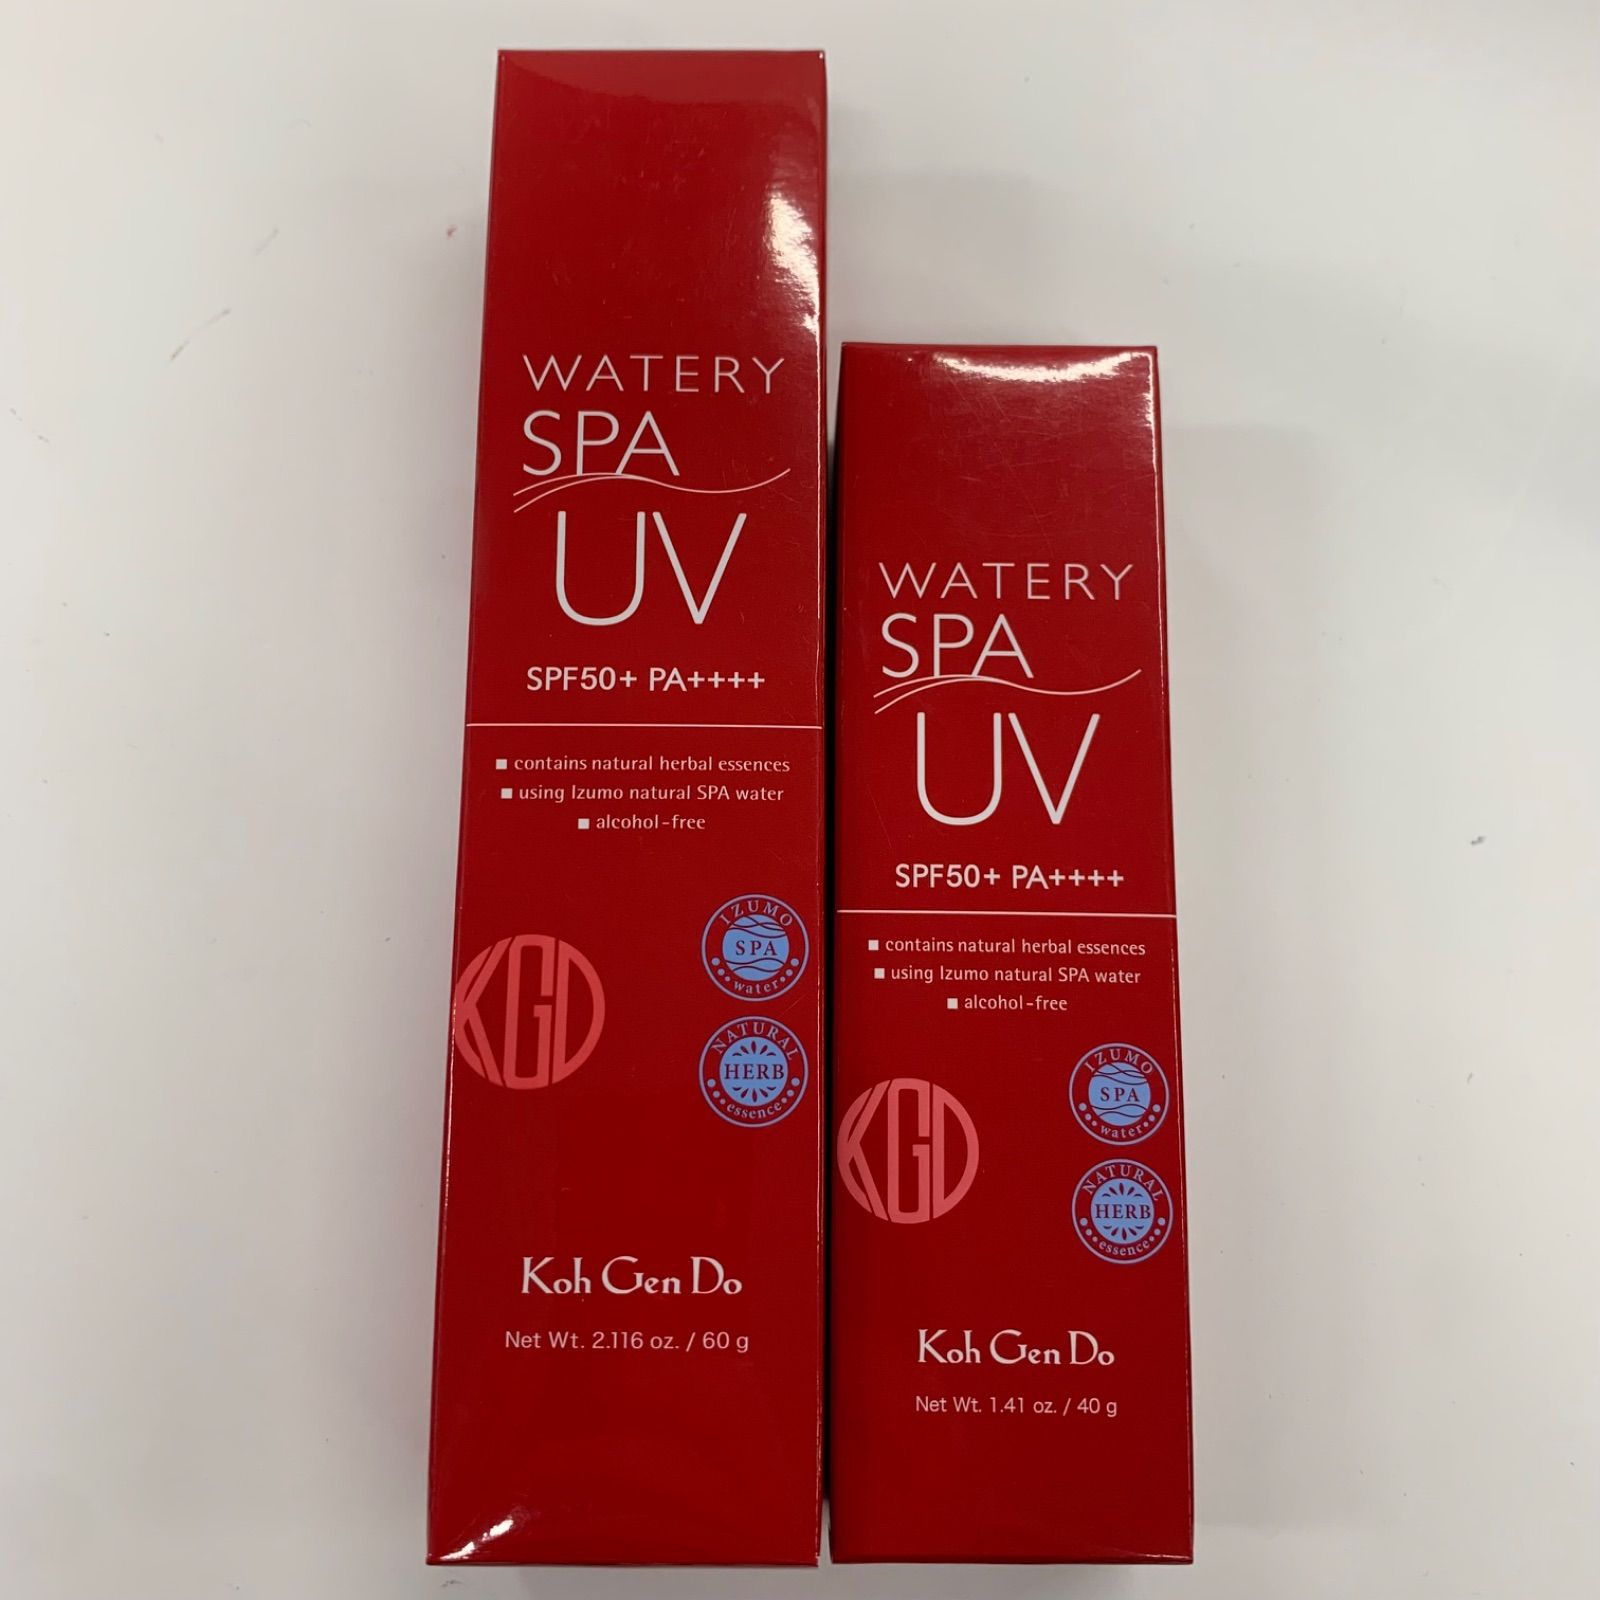 WATERY
SPA
UV
SPF50+ PA++++
■ contains natural herbal essences
■ using Izumo natural SPA water
■ alcohol-free
KGD
IZUMO
SPA
water
NATURAL
HERB
essence
Koh Gen Do
Net Wt. 2.116 oz. / 60 g
WATERY
SPA
UV
SPF50+ PA++++
■ contains natural herbal essences
■ using Izumo natural SPA water
■ alcohol-free
KGD
IZUMO
SPA
water
NATURAL
HERB
essence
Koh Gen Do
Net Wt. 1.41 oz. / 40 g